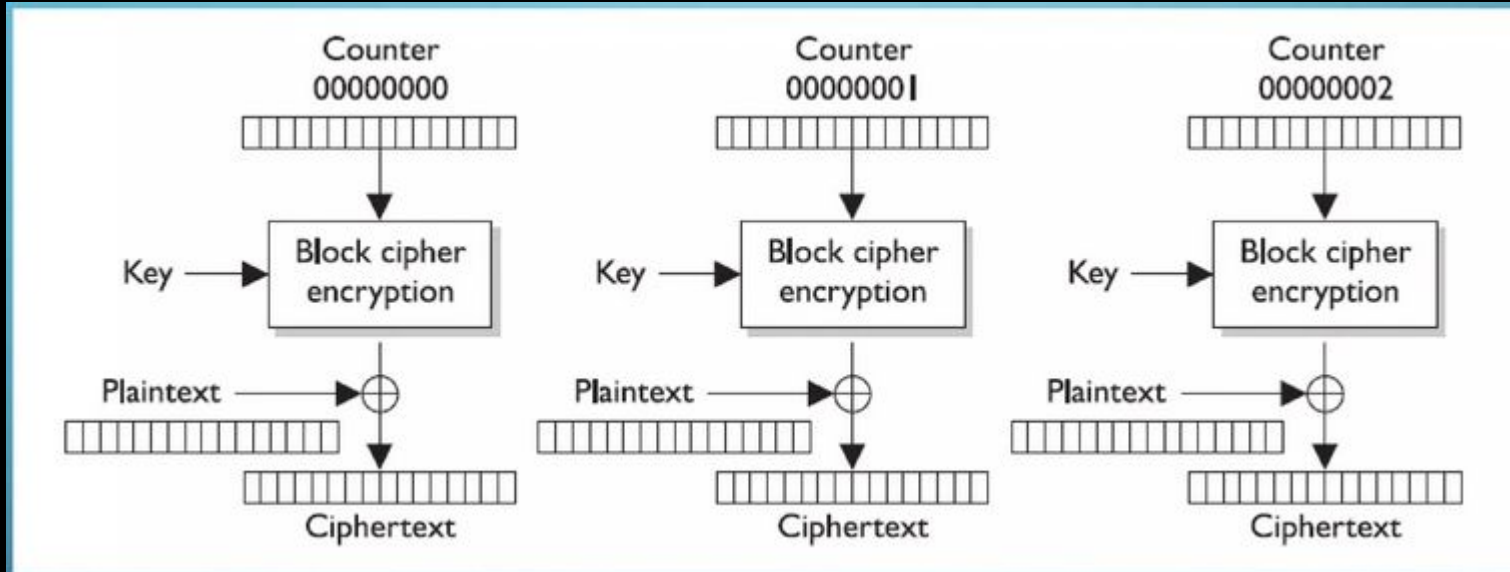 Counter
00000000
Key
Block cipher
encryption
Plaintext
Ciphertext
Counter
00000001
Key
Block cipher
encryption
Plaintext
Ciphertext
Counter
00000002
Key
Block cipher
encryption
Plaintext
Ciphertext